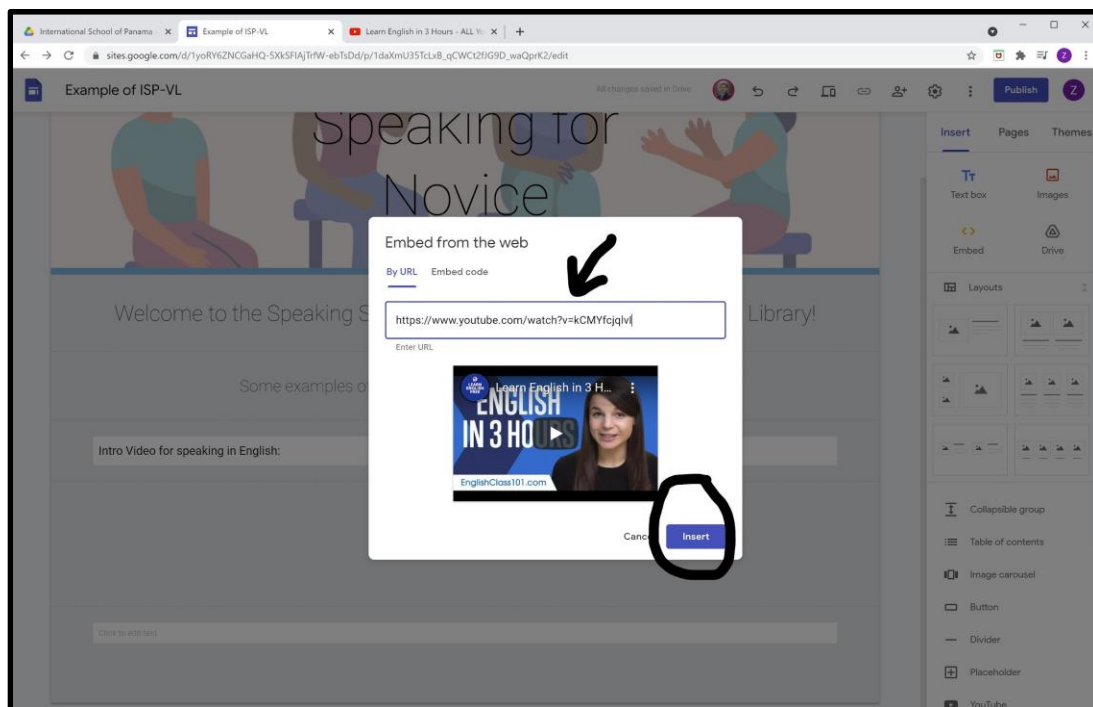 International School of Panama
Example of ISP-VL
Learn English in 3 Hours - ALL Yo
sites.google.com/d/1yoRY6ZNCGaHQ-5XkSFlAjTrfW-ebTsDd/p/1daXmU35TcLxB_qCWCt2fJG9D_waQprK2/edit
Z
Example of ISP-VL
All changes saved in Drive
Publish
Z
Speaking for
Novice
Insert Pages Themes
Text box Images
Embed Drive
Layouts
Embed from the web
By URL Embed code
https://www.youtube.com/watch?v=kCMYfcjqlvI
Enter URL
Welcome to the Speaking S
Library!
Some examples o
Intro Video for speaking in English:
LEARN ENGLISH FREE
Learn English in 3 H...
ENGLISH
IN 3 HOURS
EnglishClass101.com
Insert
Click to edit text
Collapsible group
Table of contents
Image carousel
Button
Divider
Placeholder
YouTube